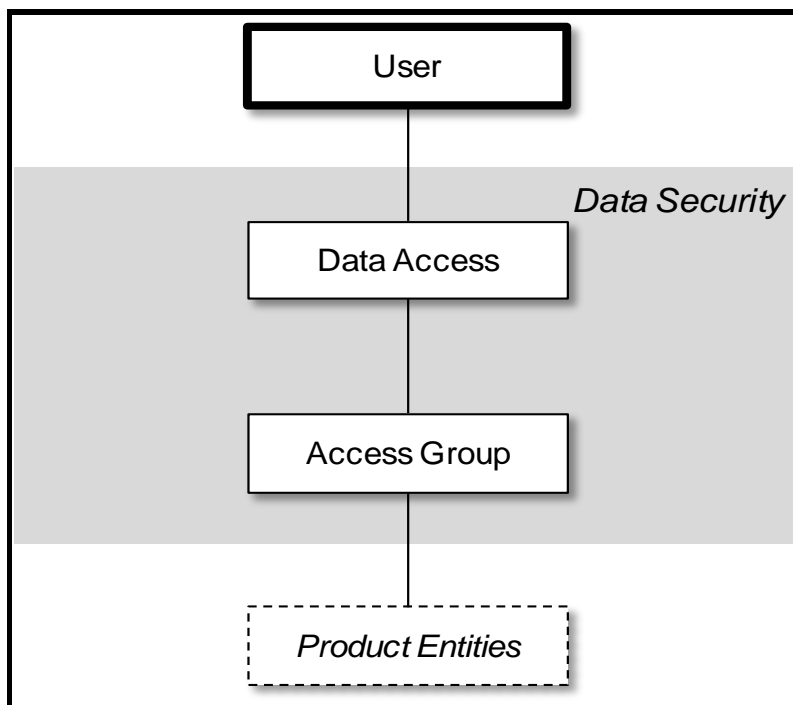 User
Data Security
Data Access
Access Group
Product Entities